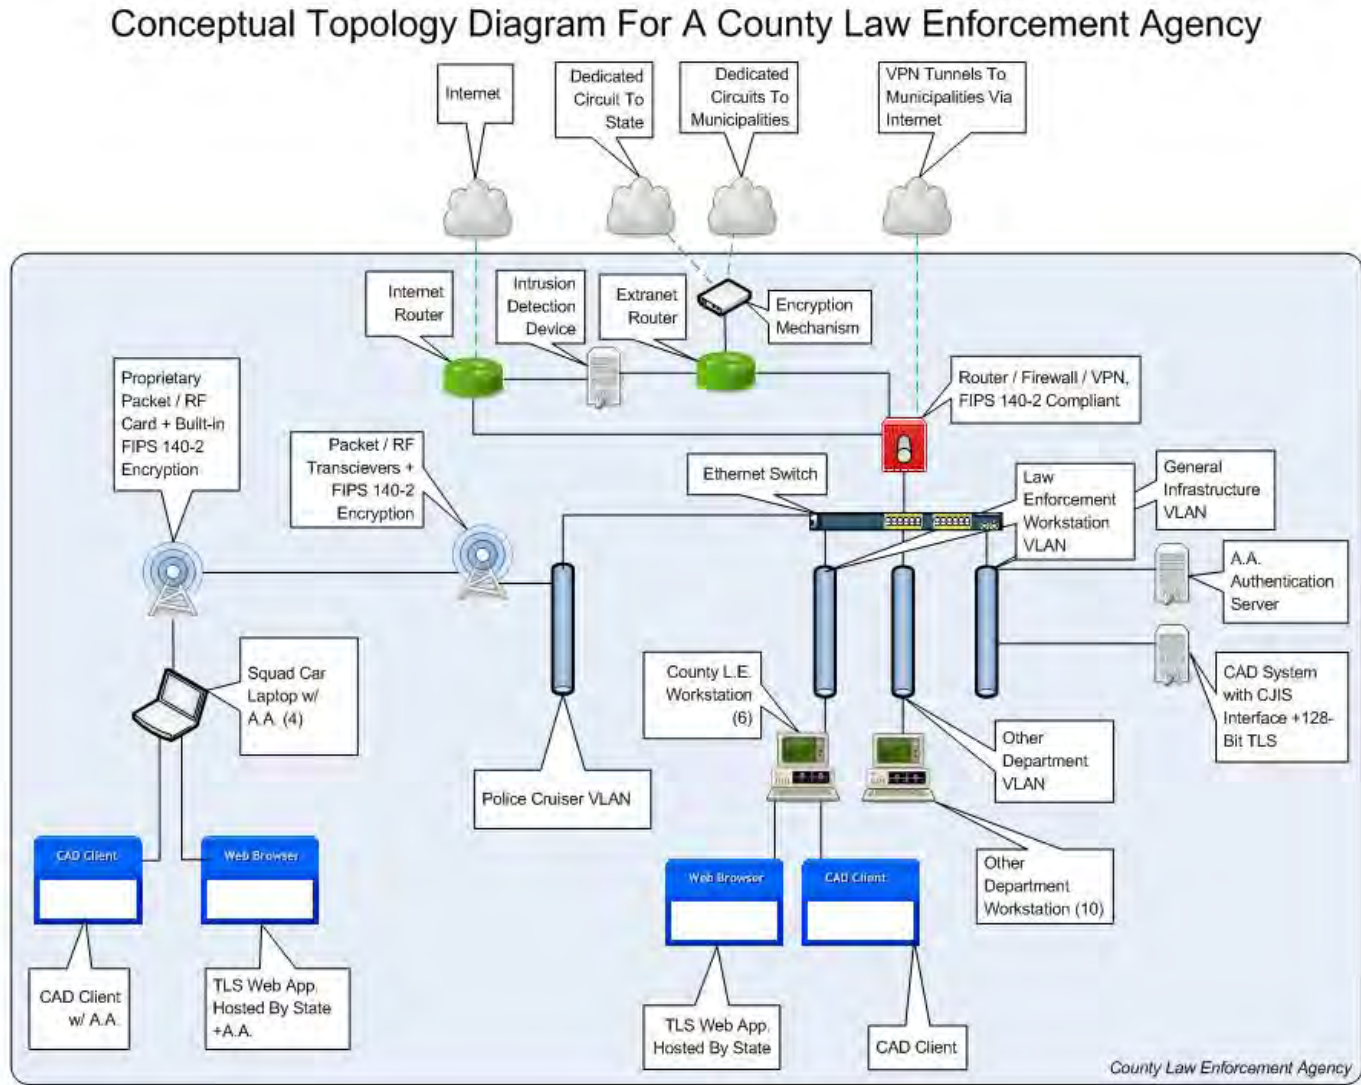 Conceptual Topology Diagram For A County Law Enforcement Agency
Internet
Dedicated
Circuit To
State
Dedicated
Circuits To
Municipalities
VPN Tunnels To
Municipalities Via
Internet
Internet
Router
Intrusion
Detection
Device
Extranet
Router
Encryption
Mechanism
Proprietary
Packet / RF
Card + Built-in
FIPS 140-2
Encryption
Packet / RF
Transcievers +
FIPS 140-2
Encryption
Router / Firewall / VPN,
FIPS 140-2 Compliant
Ethernet Switch
Law
Enforcement
Workstation
VLAN
General
Infrastructure
VLAN
A.A.
Authentication
Server
Squad Car
Laptop w/
A.A. (4)
County L.E.
Workstation
(6)
CAD System
with CJIS
Interface +128-
Bit TLS
Police Cruiser VLAN
Other
Department
VLAN
CAD Client
Web Browser
Web Browser
CAD Client
Other
Department
Workstation (10)
CAD Client
w/ A.A.
TLS Web App.
Hosted By State
+A.A.
TLS Web App.
Hosted By State
CAD Client
County Law Enforcement Agency